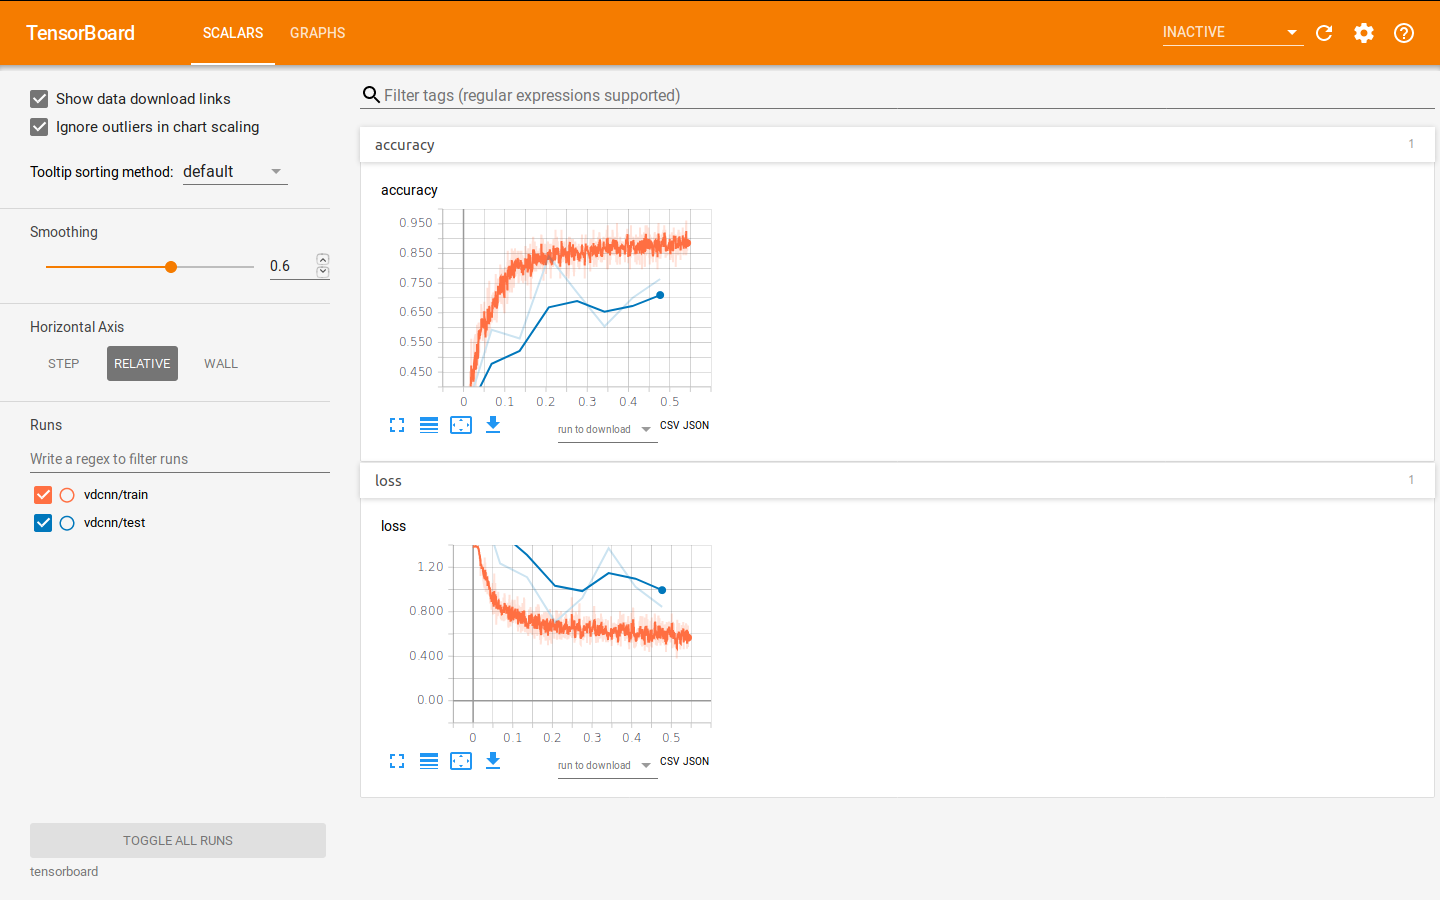 TensorBoard SCALARS GRAPHS INACTIVE
Show data download links
Ignore outliers in chart scaling
Tooltip sorting method: default
Smoothing
0.6
Horizontal Axis
STEP RELATIVE WALL
Runs
Write a regex to filter runs
vdcnn/train
vdcnn/test
TOGGLE ALL RUNS
tensorboard
Filter tags (regular expressions supported)
accuracy 1
accuracy
0.950
0.850
0.750
0.650
0.550
0.450
0 0.1 0.2 0.3 0.4 0.5
run to download CSV JSON
loss 1
loss
1.20
0.800
0.400
0.00
0 0.1 0.2 0.3 0.4 0.5
run to download CSV JSON